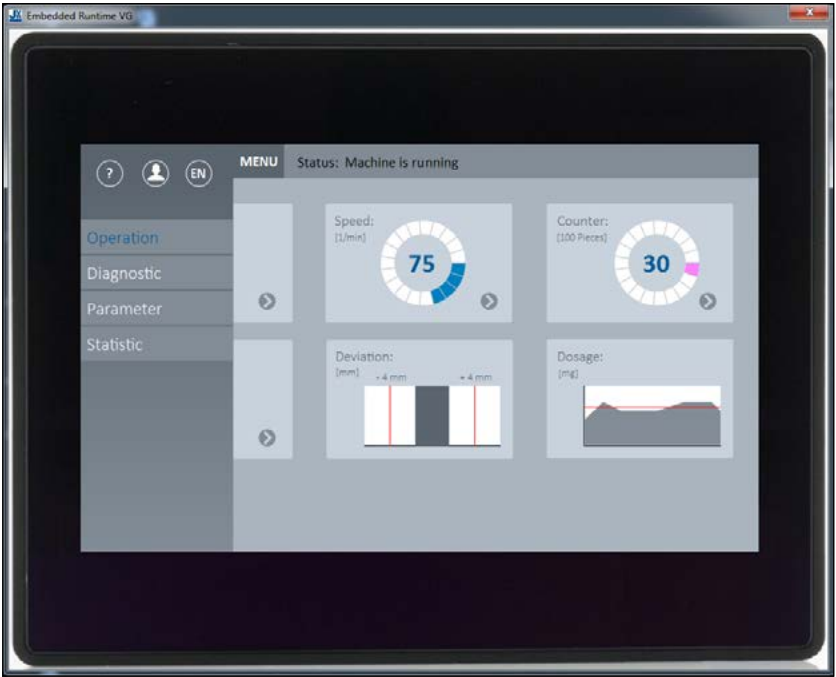 Embedded Runtime VG
? EN
MENU Status: Machine is running
Operation
Diagnostic
Parameter
Statistic
Speed:
[1/min]
75
Counter:
[100 Pieces]
30
Deviation:
[mm]
- 4 mm + 4 mm
Dosage:
[mg]